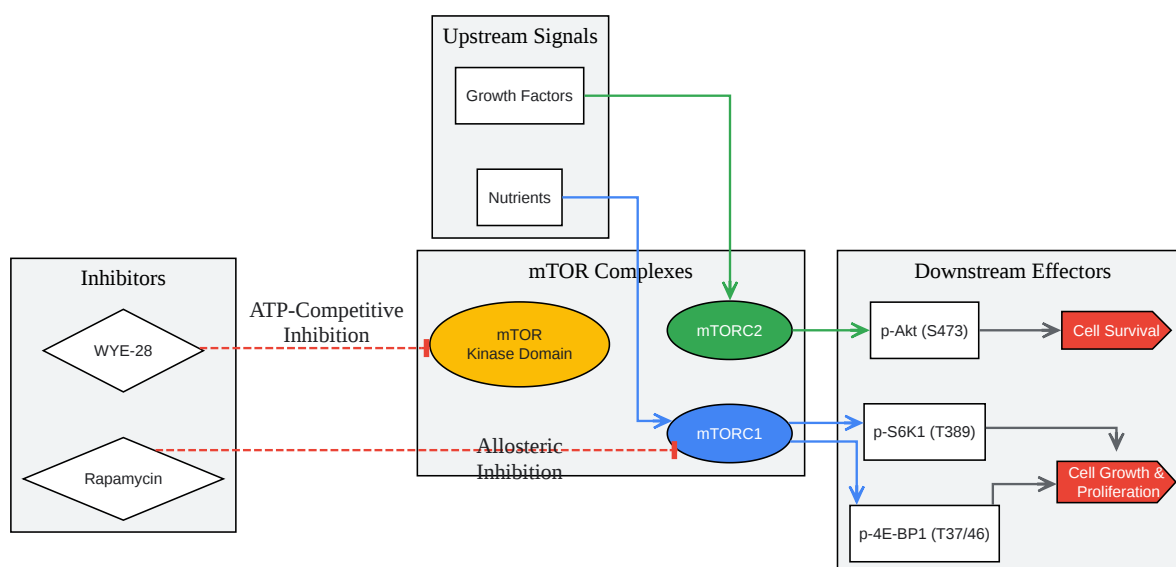 Upstream Signals
Growth Factors
Nutrients
Inhibitors
WYE-28
Rapamycin
ATP-Competitive
Inhibition
Allosteric
Inhibition
mTOR Complexes
mTOR
Kinase Domain
mTORC2
mTORC1
Downstream Effectors
p-Akt (S473)
Cell Survival
p-S6K1 (T389)
Cell Growth &
Proliferation
p-4E-BP1 (T37/46)